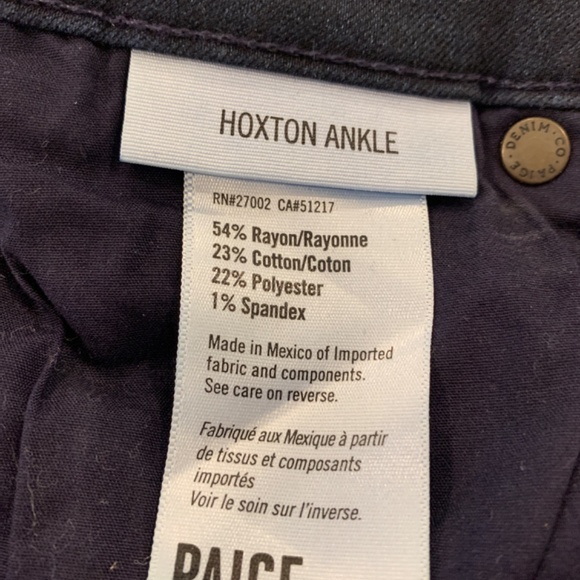 HOXTON ANKLE
DENIM·CO·PAIGE·
RN#27002 CA#51217
54% Rayon/Rayonne
23% Cotton/Coton
22% Polyester
1% Spandex
Made in Mexico of Imported
fabric and components.
See care on reverse.
Fabriqué aux Mexique à partir
de tissus et composants
importés
Voir le soin sur l'inverse.
PAIGE